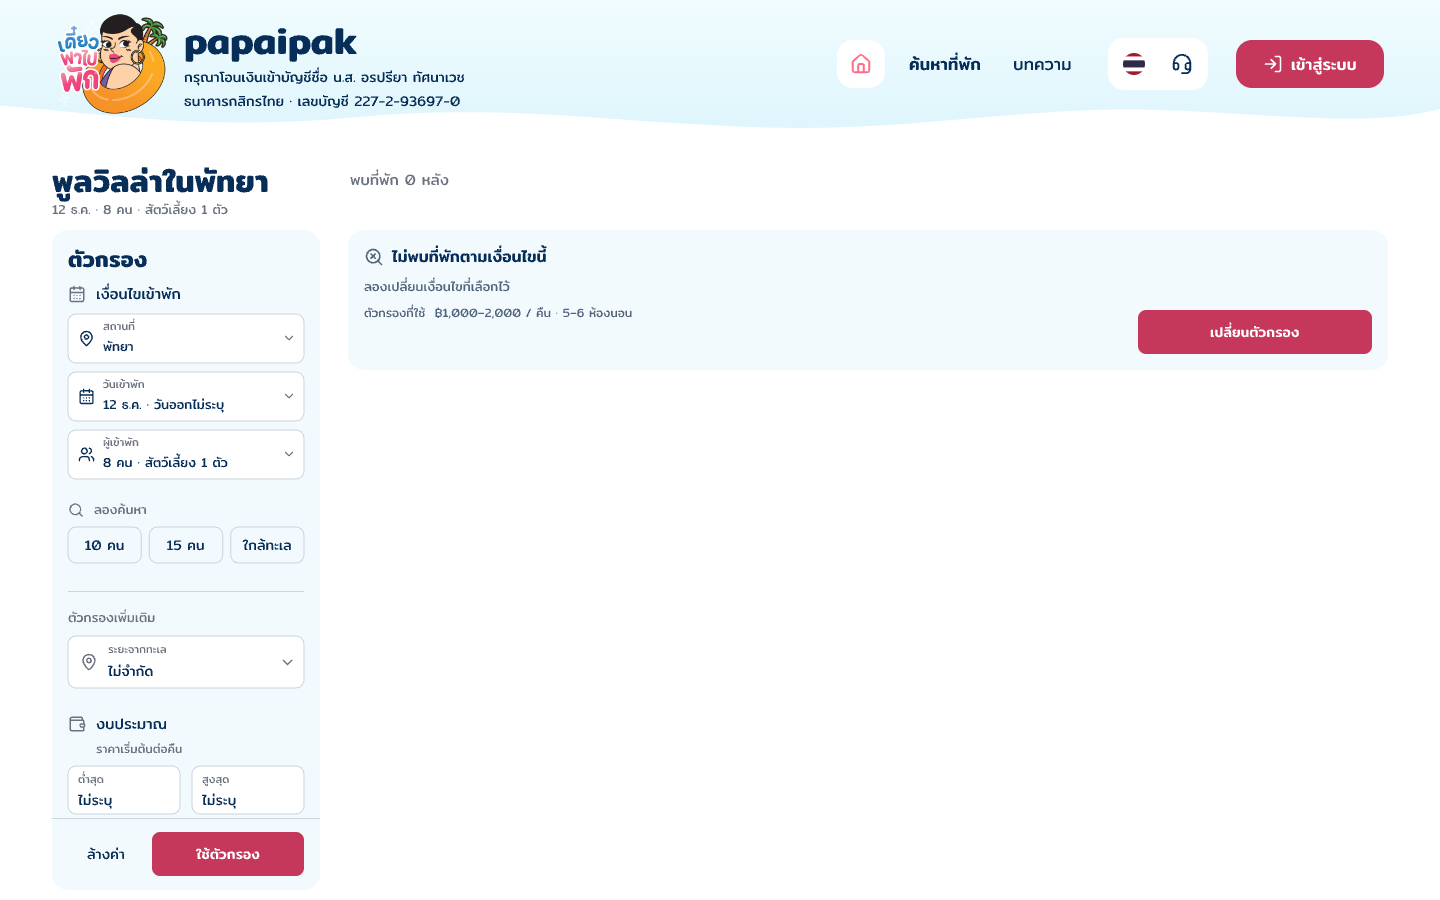 เดี๋ยว
พาไป
พัก
papaipak
กรุณาโอนเงินเข้าบัญชีชื่อ น.ส. อรปรียา ทัศนาเวช
ธนาคารกสิกรไทย · เลขบัญชี 227-2-93697-0
ค้นหาที่พัก
บทความ
เข้าสู่ระบบ
พูลวิลล่าในพัทยา
12 ธ.ค. · 8 คน · สัตว์เลี้ยง 1 ตัว
พบที่พัก 0 หลัง
ตัวกรอง
เงื่อนไขเข้าพัก
สถานที่
พัทยา
วันเข้าพัก
12 ธ.ค. · วันออกไม่ระบุ
ผู้เข้าพัก
8 คน · สัตว์เลี้ยง 1 ตัว
ลองค้นหา
10 คน
15 คน
ใกล้ทะเล
ตัวกรองเพิ่มเติม
ระยะจากทะเล
ไม่จำกัด
งบประมาณ
ราคาเริ่มต้นต่อคืน
ต่ำสุด
ไม่ระบุ
สูงสุด
ไม่ระบุ
ล้างค่า
ใช้ตัวกรอง
ไม่พบที่พักตามเงื่อนไขนี้
ลองเปลี่ยนเงื่อนไขที่เลือกไว้
ตัวกรองที่ใช้ ฿1,000–2,000 / คืน · 5–6 ห้องนอน
เปลี่ยนตัวกรอง